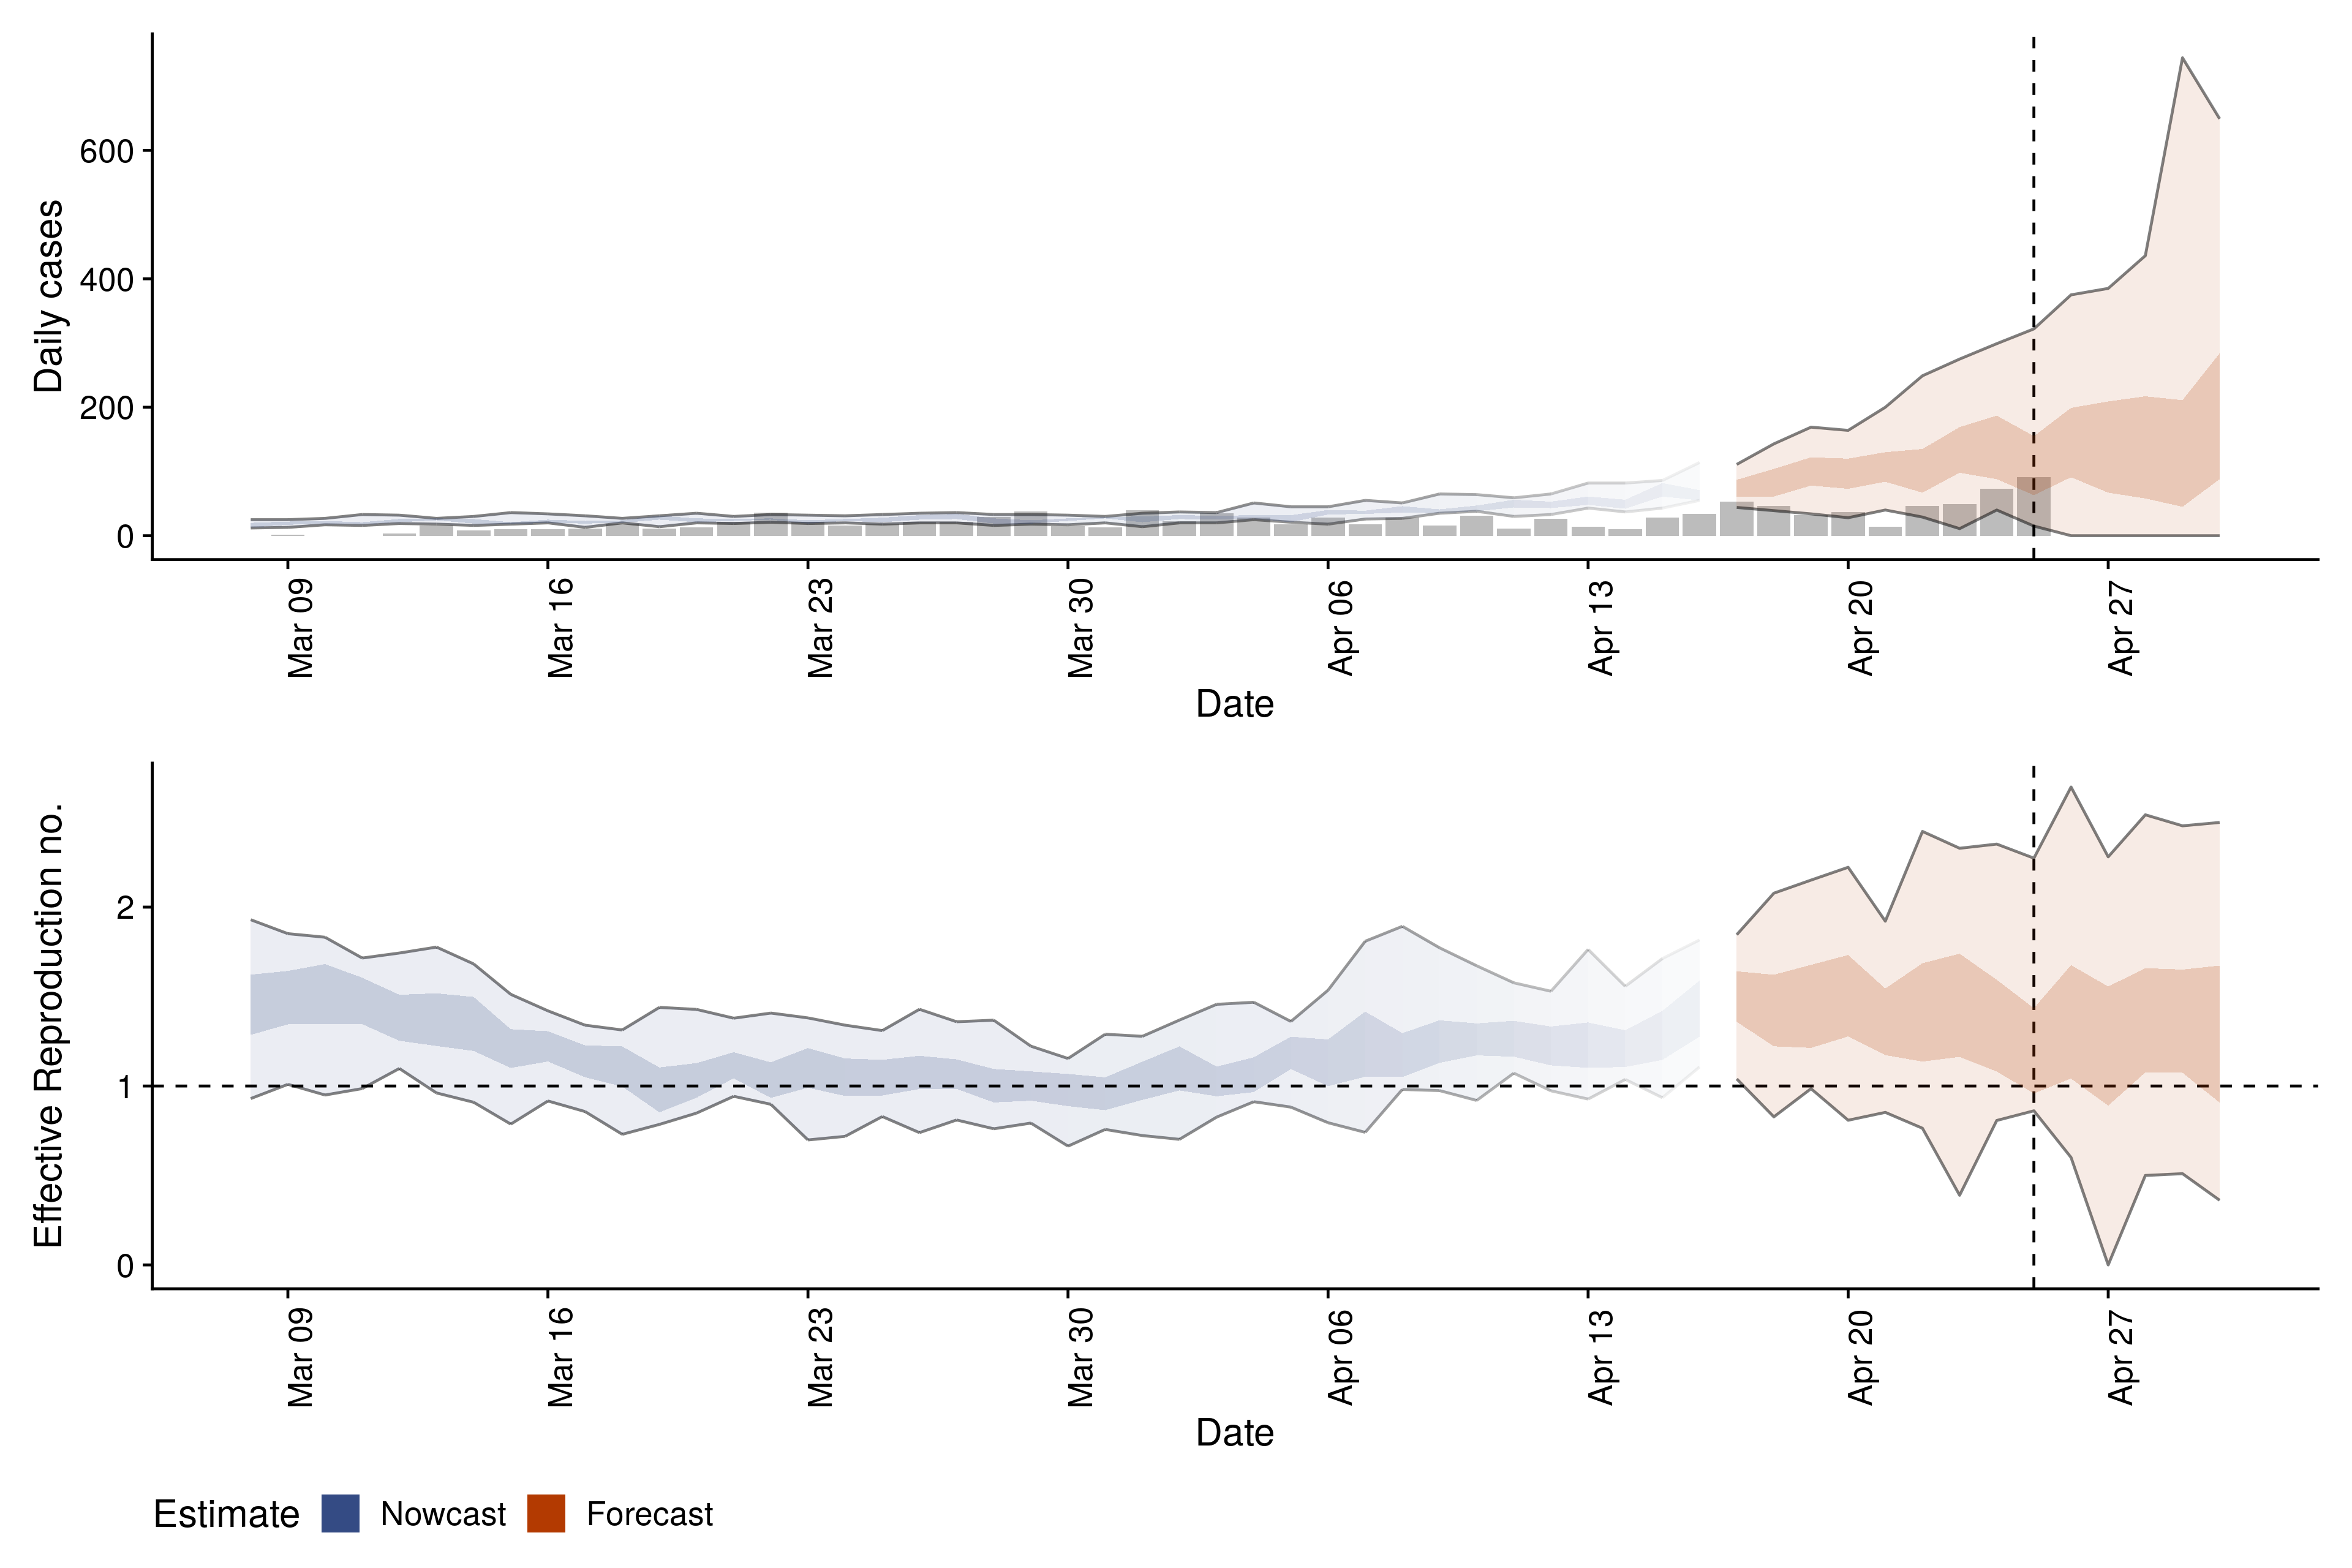 Daily cases
600
400
200
0
Mar 09
Mar 16
Mar 23
Mar 30
Apr 06
Apr 13
Apr 20
Apr 27
Date
Effective Reproduction no.
2
1
0
Mar 09
Mar 16
Mar 23
Mar 30
Apr 06
Apr 13
Apr 20
Apr 27
Date
Estimate Nowcast Forecast